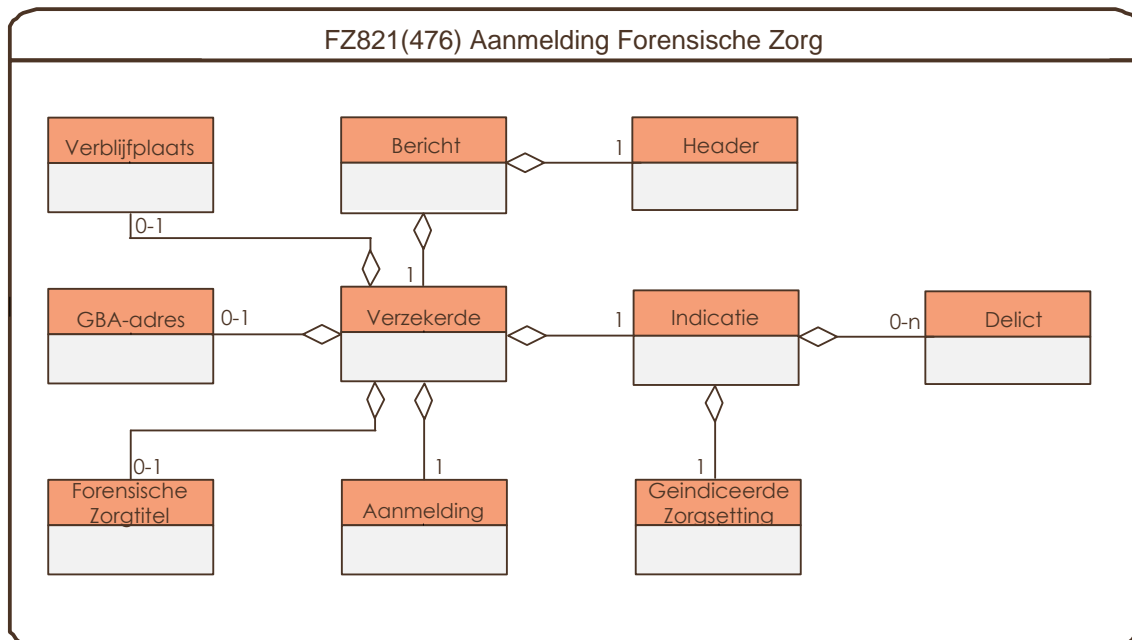 FZ821(476) Aanmelding Forensische Zorg
Verblijfplaats
Bericht
1
Header
0-1
1
GBA-adres
0-1
Verzekerde
1
Indicatie
0-n
Delict
0-1
1
1
Forensische
Zorgtitel
Aanmelding
Geindiceerde
Zorgsetting